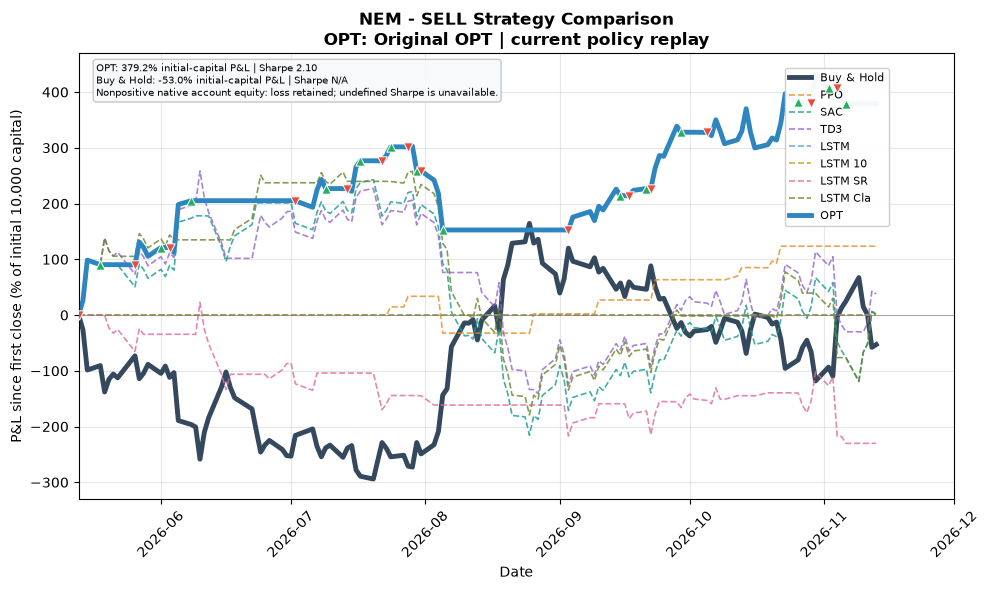 NEM - SELL Strategy Comparison
OPT: Original OPT | current policy replay
OPT: 379.2% initial-capital P&L | Sharpe 2.10
Buy & Hold: -53.0% initial-capital P&L | Sharpe N/A
Nonpositive native account equity: loss retained; undefined Sharpe is unavailable.
Buy & Hold
PPO
SAC
TD3
LSTM
LSTM 10
LSTM SR
LSTM Cla
OPT
P&L since first close (% of initial 10,000 capital)
400
300
200
100
0
−100
−200
−300
2026-06
2026-07
2026-08
2026-09
2026-10
2026-11
2026-12
Date